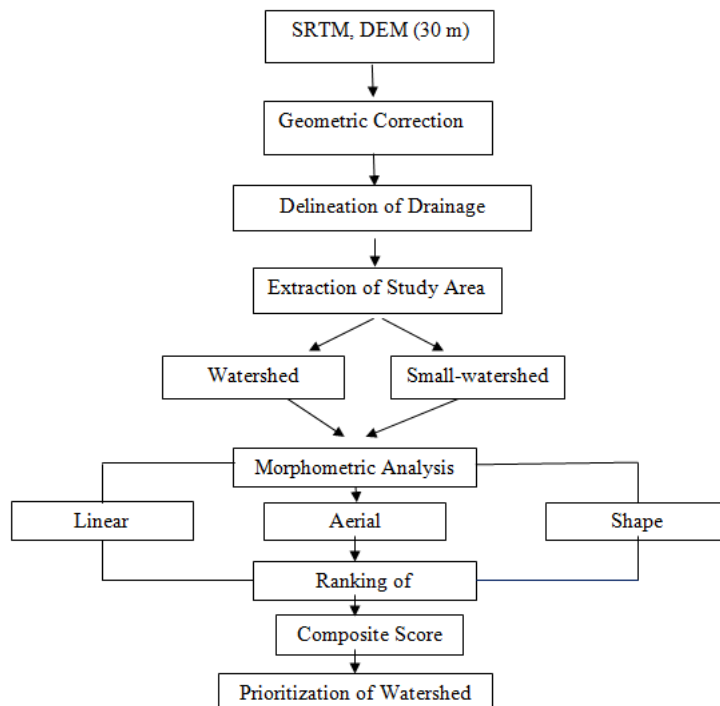 SRTM, DEM (30 m)
Geometric Correction
Delineation of Drainage
Extraction of Study Area
Watershed
Small-watershed
Morphometric Analysis
Linear
Aerial
Shape
Ranking of
Composite Score
Prioritization of Watershed